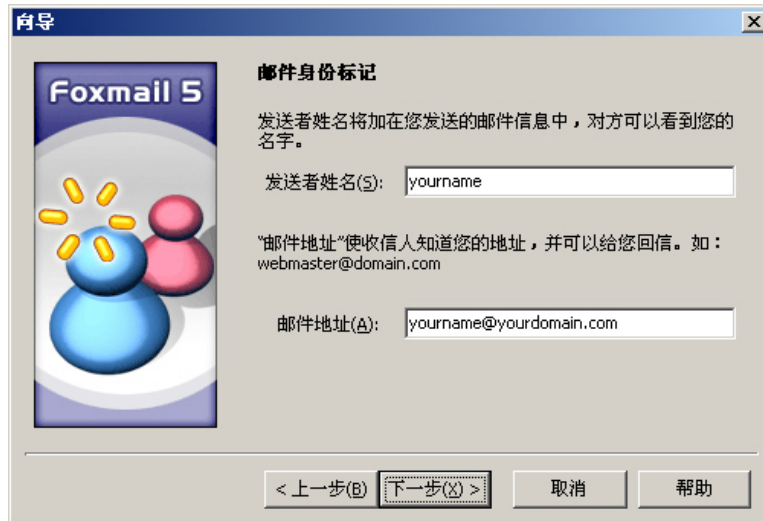 向导
Foxmail 5
邮件身份标记
发送者姓名将加在您发送的邮件信息中，对方可以看到您的
名字。
发送者姓名(S): yourname
“邮件地址”使收信人知道您的地址，并可以给您回信。如：
webmaster@domain.com
邮件地址(A): yourname@yourdomain.com
< 上一步(B) 下一步(X) > 取消 帮助